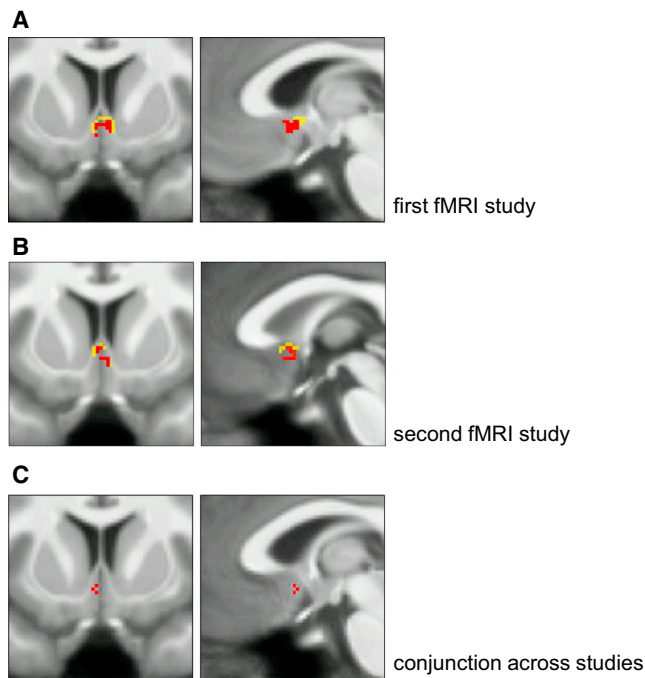 A
first fMRI study
B
second fMRI study
C
conjunction across studies